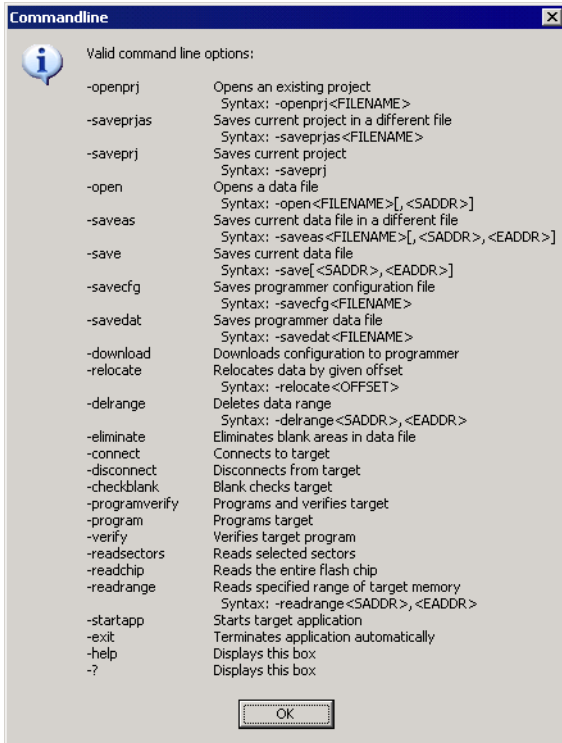 Commandline
Valid command line options:
-openprj Opens an existing project
Syntax: -openprj<FILENAME>
-saveprjas Saves current project in a different file
Syntax: -saveprjas<FILENAME>
-saveprj Saves current project
Syntax: -saveprj
-open Opens a data file
Syntax: -open<FILENAME>[,<SADDR>]
-saveas Saves current data file in a different file
Syntax: -saveas<FILENAME>[,<SADDR>,<EADDR>]
-save Saves current data file
Syntax: -save[<SADDR>,<EADDR>]
-savecfg Saves programmer configuration file
Syntax: -savecfg<FILENAME>
-savedat Saves programmer data file
Syntax: -savedat<FILENAME>
-download Downloads configuration to programmer
-relocate Relocates data by given offset
Syntax: -relocate<OFFSET>
-delrange Deletes data range
Syntax: -delrange<SADDR>,<EADDR>
-eliminate Eliminates blank areas in data file
-connect Connects to target
-disconnect Disconnects from target
-checkblank Blank checks target
-programverify Programs and verifies target
-program Programs target
-verify Verifies target program
-readsectors Reads selected sectors
-readchip Reads the entire flash chip
-readrange Reads specified range of target memory
Syntax: -readrange<SADDR>,<EADDR>
-startapp Starts target application
-exit Terminates application automatically
-help Displays this box
-? Displays this box
OK